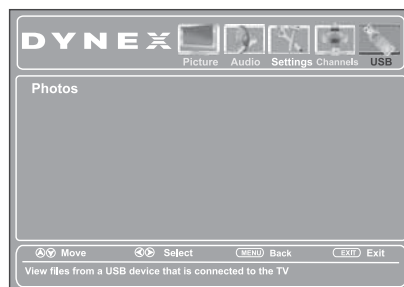 DYNEX
Picture Audio Settings Channels USB
Photos
Move Select MENU Back EXIT Exit
View files from a USB device that is connected to the TV